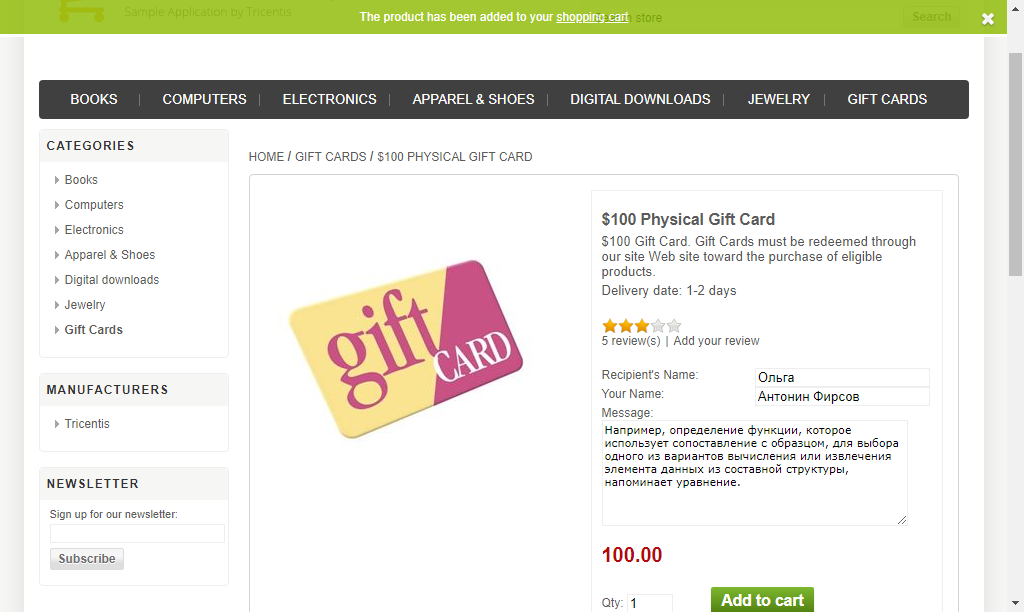 Sample Application by Tricentis
The product has been added to your shopping cart
store
Search
BOOKS
COMPUTERS
ELECTRONICS
APPAREL & SHOES
DIGITAL DOWNLOADS
JEWELRY
GIFT CARDS
CATEGORIES
Books
Computers
Electronics
Apparel & Shoes
Digital downloads
Jewelry
Gift Cards
MANUFACTURERS
Tricentis
NEWSLETTER
Sign up for our newsletter:
Subscribe
HOME / GIFT CARDS / $100 PHYSICAL GIFT CARD
gift
CARD
$100 Physical Gift Card
$100 Gift Card. Gift Cards must be redeemed through
our site Web site toward the purchase of eligible
products.
Delivery date: 1-2 days
5 review(s) | Add your review
Recipient's Name: Ольга
Your Name: Антонин Фирсов
Message:
Например, определение функции, которое
использует сопоставление с образцом, для выбора
одного из вариантов вычисления или извлечения
элемента данных из составной структуры,
напоминает уравнение.
100.00
Qty: 1
Add to cart